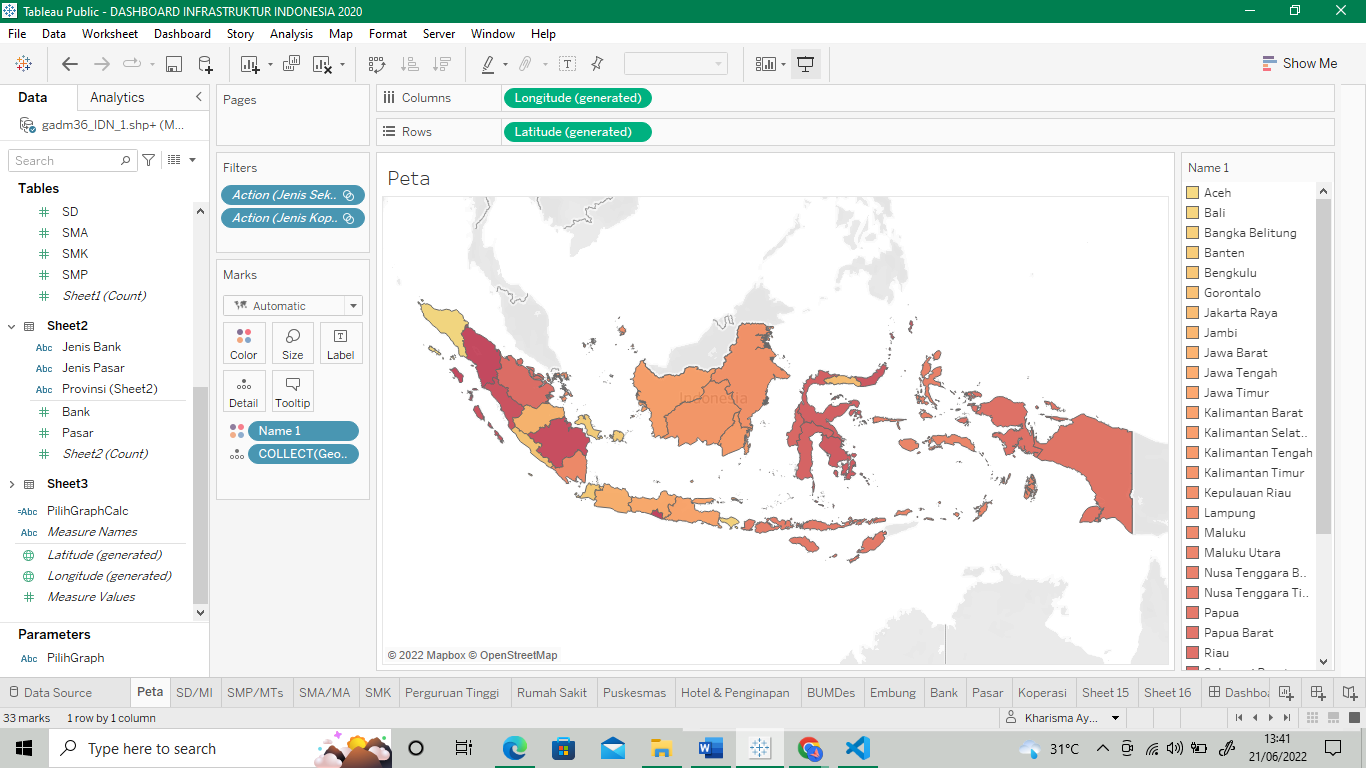 Tableau Public - DASHBOARD INFRASTRUKTUR INDONESIA 2020
File Data Worksheet Dashboard Story Analysis Map Format Server Window Help
Show Me
Data Analytics
gadm36_IDN_1.shp+ (M...
Search
Tables
SD
SMA
SMK
SMP
Sheet1 (Count)
Sheet2
Abc Jenis Bank
Abc Jenis Pasar
Abc Provinsi (Sheet2)
Bank
Pasar
Sheet2 (Count)
Sheet3
=Abc PilihGraphCalc
Abc Measure Names
Latitude (generated)
Longitude (generated)
Measure Values
Parameters
Abc PilihGraph
Pages
Filters
Action (Jenis Sek..
Action (Jenis Kop..
Marks
Automatic
Color Size Label
Detail Tooltip
Name 1
COLLECT(Geo..
Columns Longitude (generated)
Rows Latitude (generated)
Peta
Indonesia
© 2022 Mapbox © OpenStreetMap
Name 1
Aceh
Bali
Bangka Belitung
Banten
Bengkulu
Gorontalo
Jakarta Raya
Jambi
Jawa Barat
Jawa Tengah
Jawa Timur
Kalimantan Barat
Kalimantan Selat..
Kalimantan Tengah
Kalimantan Timur
Kepulauan Riau
Lampung
Maluku
Maluku Utara
Nusa Tenggara B..
Nusa Tenggara Ti..
Papua
Papua Barat
Riau
Data Source Peta SD/MI SMP/MTs SMA/MA SMK Perguruan Tinggi Rumah Sakit Puskesmas Hotel & Penginapan BUMDes Embung Bank Pasar Koperasi Sheet 15 Sheet 16 Dashbo
33 marks 1 row by 1 column Kharisma Ay...
Type here to search
31°C
13:41
21/06/2022